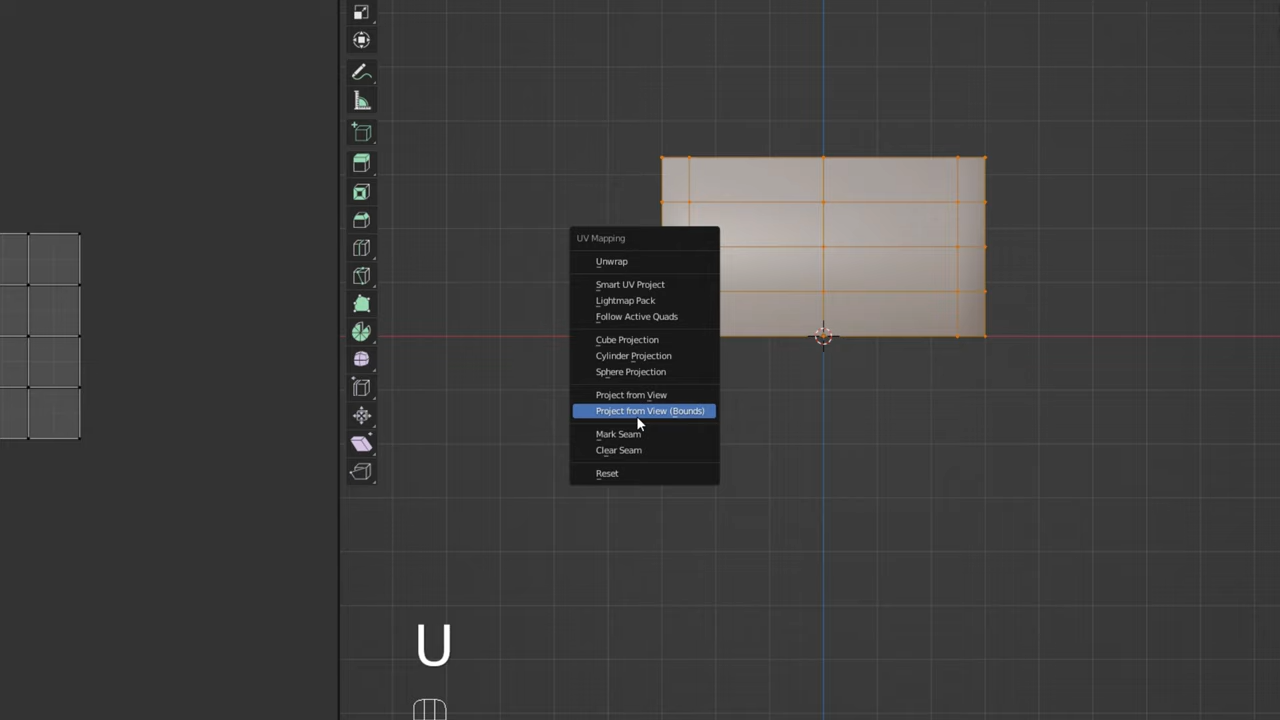 UV Mapping
Unwrap
Smart UV Project
Lightmap Pack
Follow Active Quads
Cube Projection
Cylinder Projection
Sphere Projection
Project from View
Project from View (Bounds)
Mark Seam
Clear Seam
Reset
U